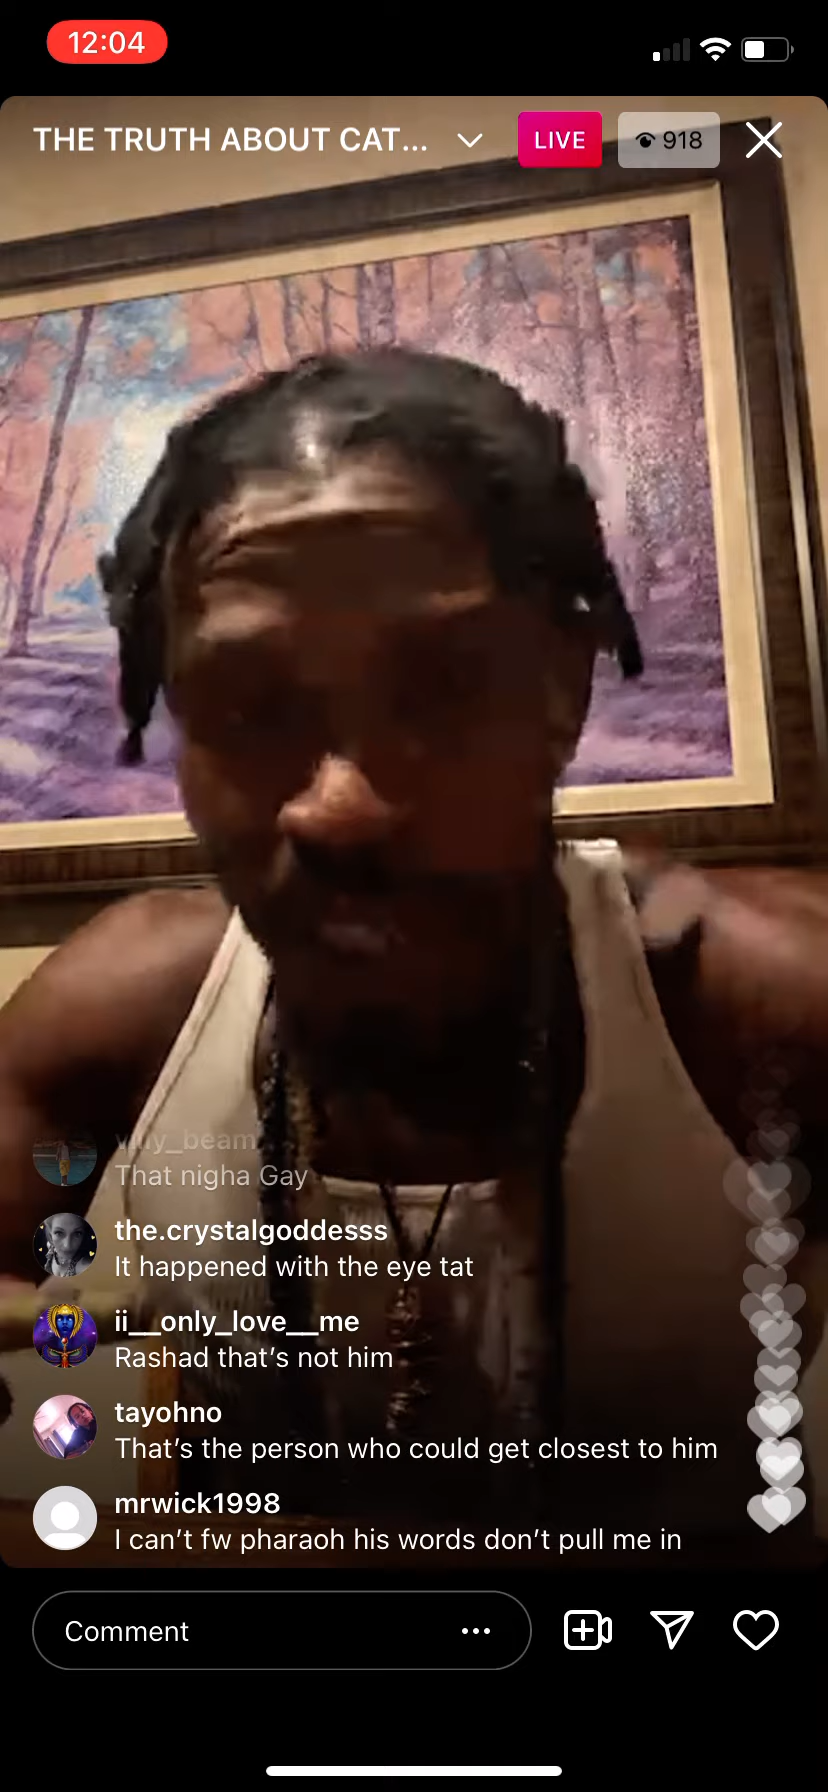 12:04
THE TRUTH ABOUT CAT...
LIVE
918
That nigha Gay
the.crystalgoddesss
It happened with the eye tat
ii__only_love__me
Rashad that's not him
tayohno
That's the person who could get closest to him
mrwick1998
I can't fw pharaoh his words don't pull me in
Comment